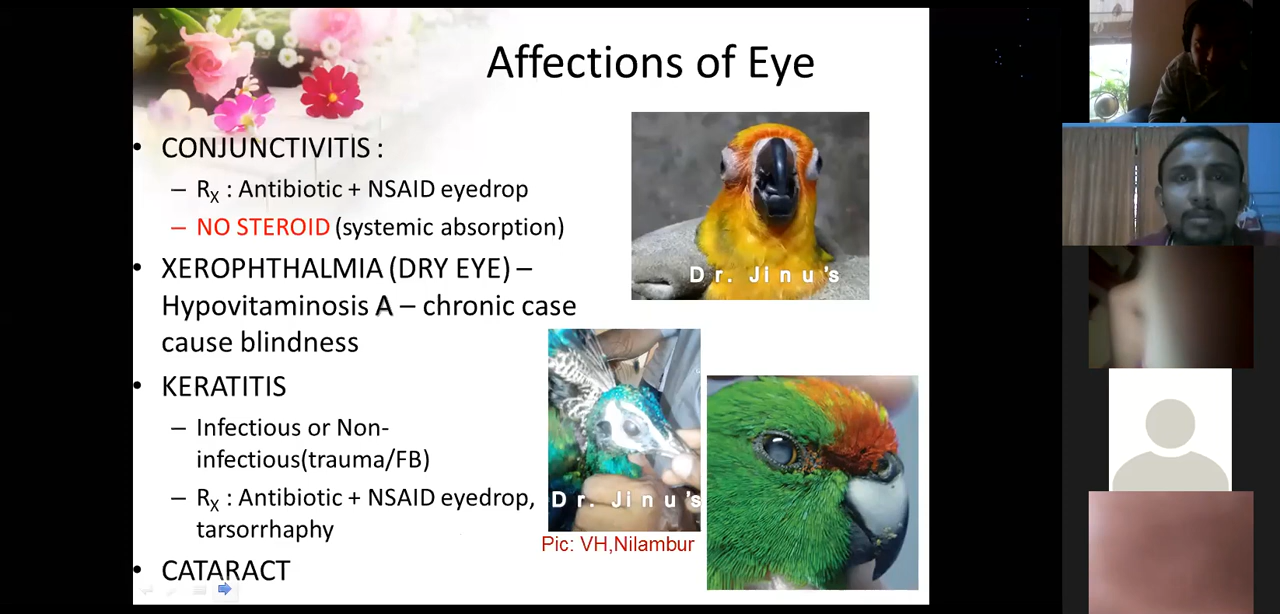 Affections of Eye
• CONJUNCTIVITIS :
– RX : Antibiotic + NSAID eyedrop
– NO STEROID (systemic absorption)
• XEROPHTHALMIA (DRY EYE) –
Hypovitaminosis A – chronic case
cause blindness
• KERATITIS
– Infectious or Non-
infectious(trauma/FB)
– RX : Antibiotic + NSAID eyedrop,
tarsorrhaphy
• CATARACT
Dr. Jinu's
Dr. Jinu's
Pic: VH,Nilambur